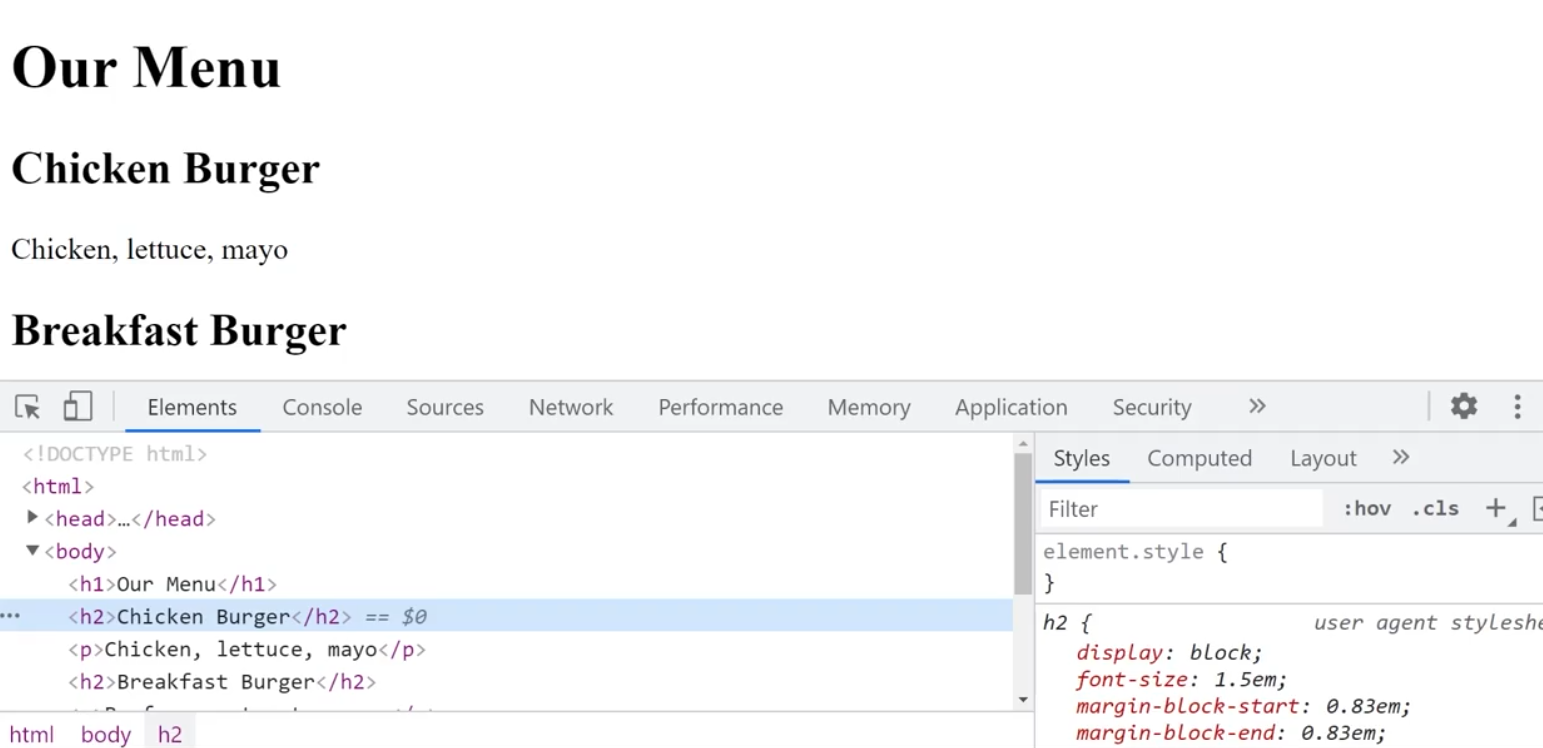 Our Menu
Chicken Burger
Chicken, lettuce, mayo
Breakfast Burger
Elements Console Sources Network Performance Memory Application Security »
<!DOCTYPE html>
<html>
<head>…</head>
<body>
<h1>Our Menu</h1>
<h2>Chicken Burger</h2> == $0
<p>Chicken, lettuce, mayo</p>
<h2>Breakfast Burger</h2>
html body h2
Styles Computed Layout »
Filter :hov .cls +
element.style {
}
h2 { user agent styleshe
display: block;
font-size: 1.5em;
margin-block-start: 0.83em;
margin-block-end: 0.83em;